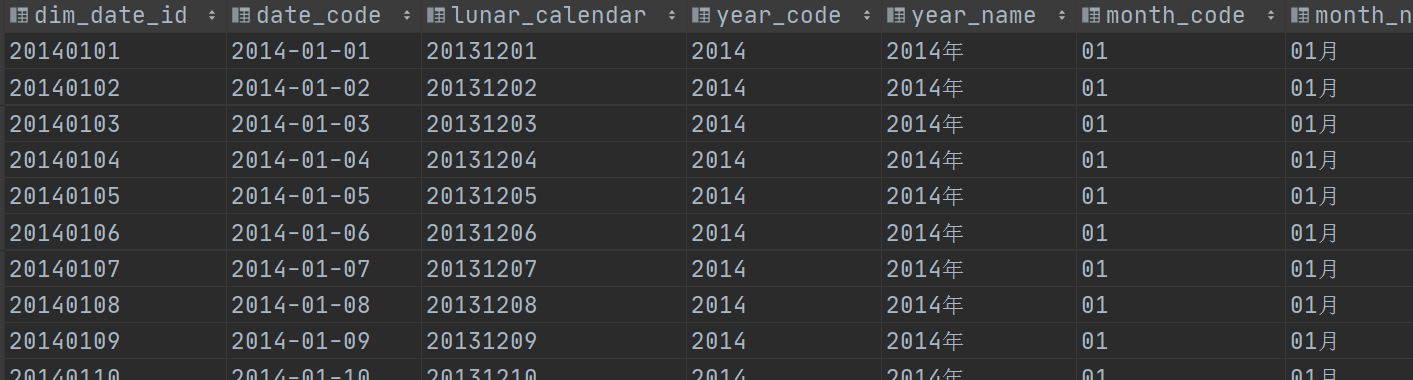 dim_date_id date_code lunar_calendar year_code year_name month_code month_n
20140101 2014-01-01 20131201 2014 2014年 01 01月
20140102 2014-01-02 20131202 2014 2014年 01 01月
20140103 2014-01-03 20131203 2014 2014年 01 01月
20140104 2014-01-04 20131204 2014 2014年 01 01月
20140105 2014-01-05 20131205 2014 2014年 01 01月
20140106 2014-01-06 20131206 2014 2014年 01 01月
20140107 2014-01-07 20131207 2014 2014年 01 01月
20140108 2014-01-08 20131208 2014 2014年 01 01月
20140109 2014-01-09 20131209 2014 2014年 01 01月
20140110 2014-01-10 20131210 2014 2014年 01 01月